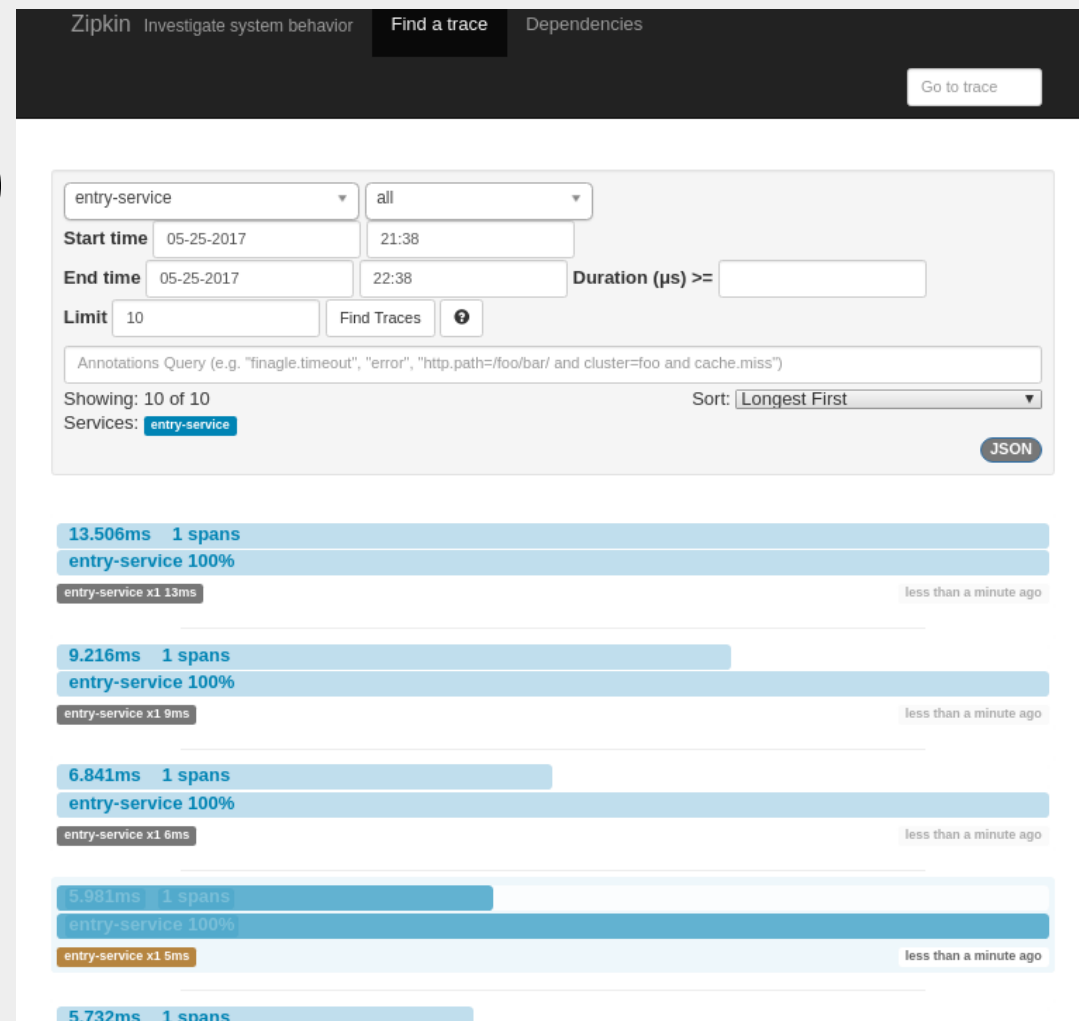 Zipkin Investigate system behavior Find a trace Dependencies
Go to trace
entry-service all
Start time 05-25-2017 21:38
End time 05-25-2017 22:38 Duration (μs) >=
Limit 10 Find Traces ?
Annotations Query (e.g. "finagle.timeout", "error", "http.path=/foo/bar/ and cluster=foo and cache.miss")
Showing: 10 of 10 Sort: Longest First
Services: entry-service
JSON
13.506ms 1 spans
entry-service 100%
entry-service x1 13ms less than a minute ago
9.216ms 1 spans
entry-service 100%
entry-service x1 9ms less than a minute ago
6.841ms 1 spans
entry-service 100%
entry-service x1 6ms less than a minute ago
5.981ms 1 spans
entry-service 100%
entry-service x1 5ms less than a minute ago
5.732ms 1 spans